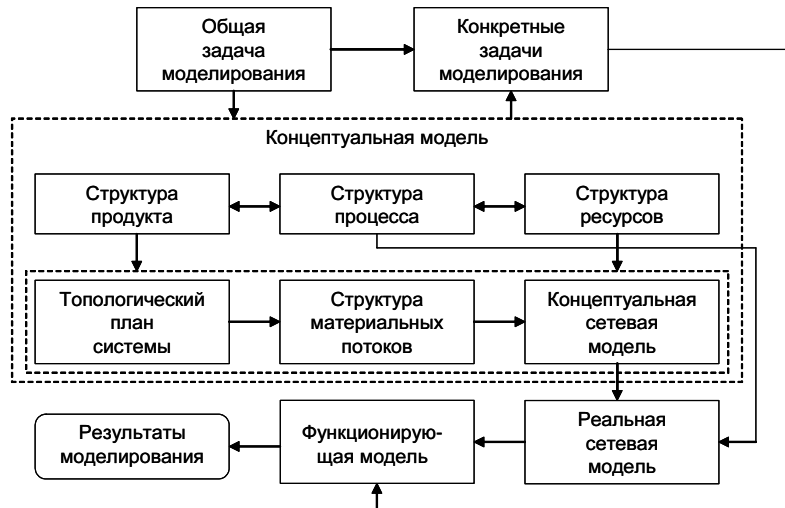 Общая
задача
моделирования
Конкретные
задачи
моделирования
Концептуальная модель
Структура
продукта
Структура
процесса
Структура
ресурсов
Топологический
план
системы
Структура
материальных
потоков
Концептуальная
сетевая
модель
Результаты
моделирования
Функционирую-
щая модель
Реальная
сетевая
модель